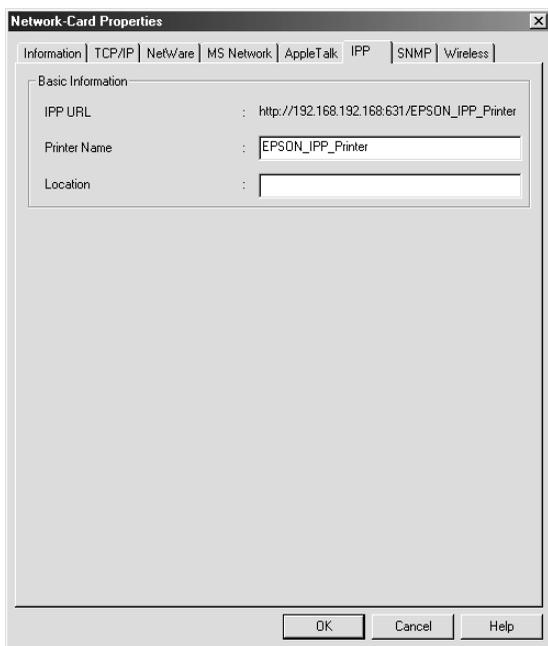 Network-Card Properties
Information TCP/IP NetWare MS Network AppleTalk IPP SNMP Wireless
Basic Information
IPP URL : http://192.168.192.168:631/EPSON_IPP_Printer
Printer Name : EPSON_IPP_Printer
Location :
OK Cancel Help